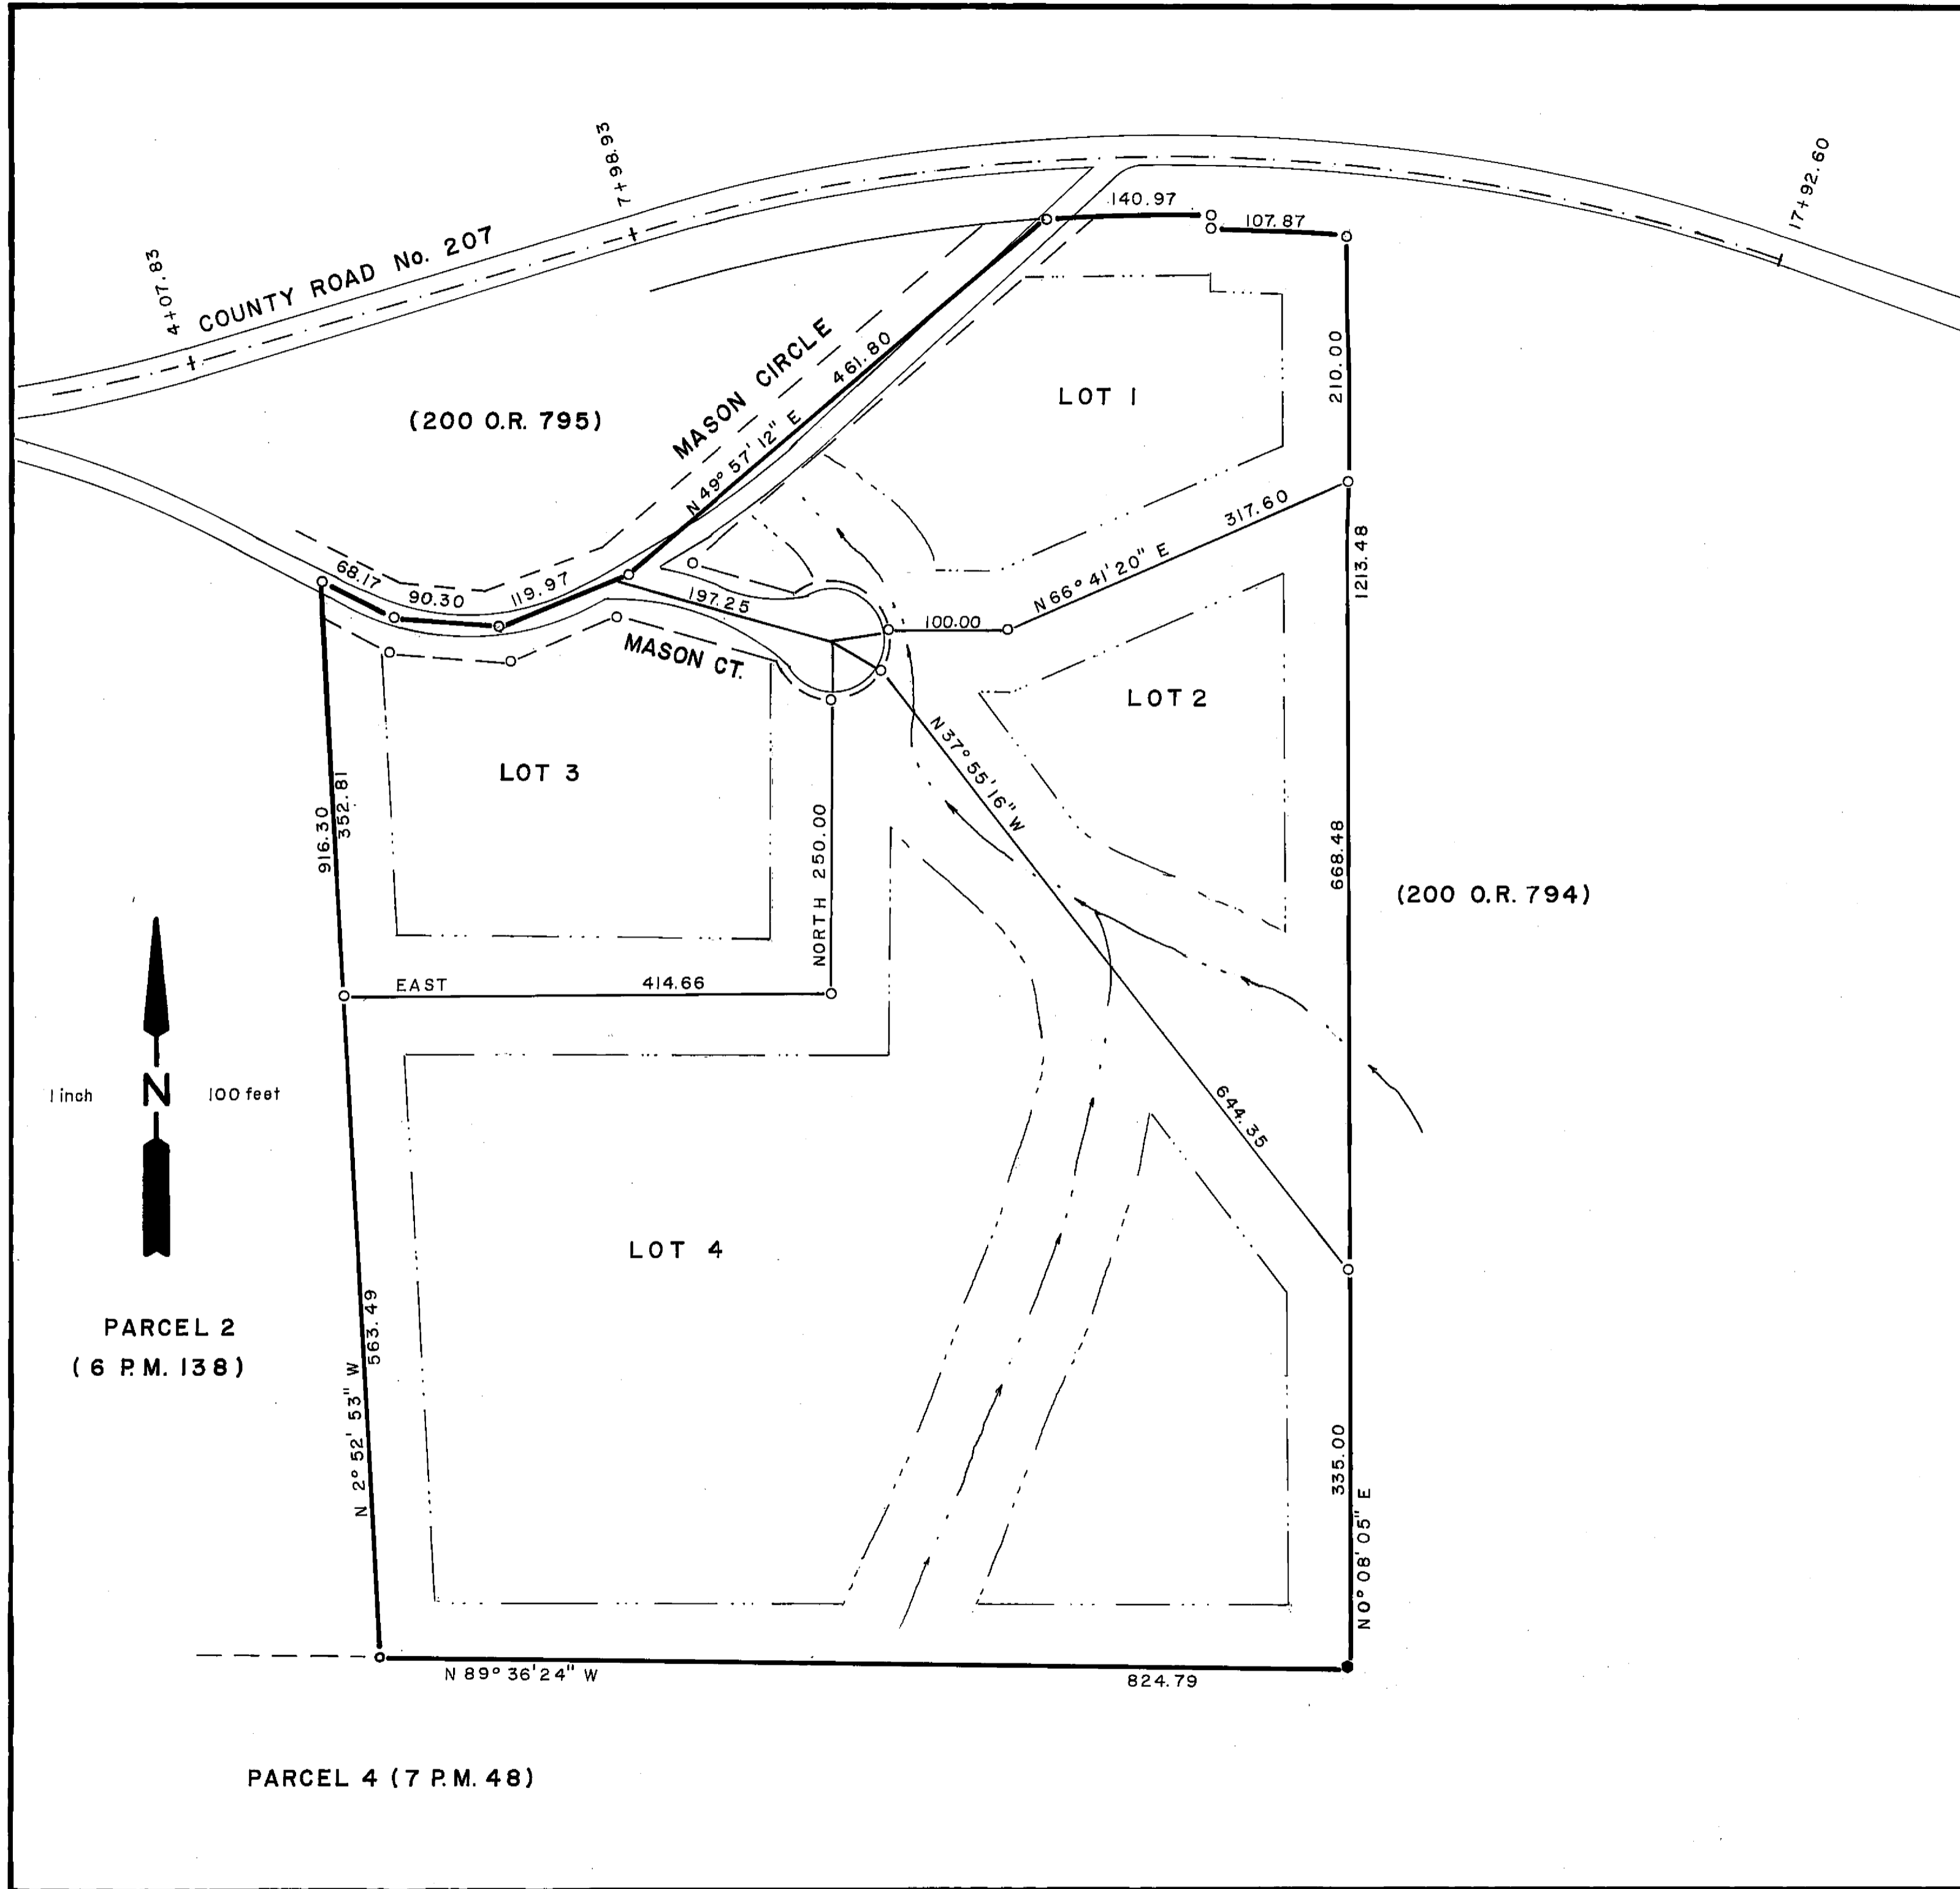 4+07.83
7+98.93
17+92.60
COUNTY ROAD No. 207
140.97
107.87
(200 O.R. 795)
MASON CIRCLE
461.80
N 49° 57' 12" E
LOT 1
210.00
317.60
N 66° 41' 20" E
1213.48
68.17
90.30
119.97
197.25
100.00
MASON CT.
LOT 2
LOT 3
N 37° 55' 16" W
916.30
352.81
NORTH 250.00
668.48
(200 O.R. 794)
EAST 414.66
1 inch N 100 feet
644.35
LOT 4
PARCEL 2
(6 P.M. 138)
563.49
N 2° 52' 53" W
335.00
N 0° 08' 05" E
N 89° 36' 24" W
824.79
PARCEL 4 (7 P.M. 48)